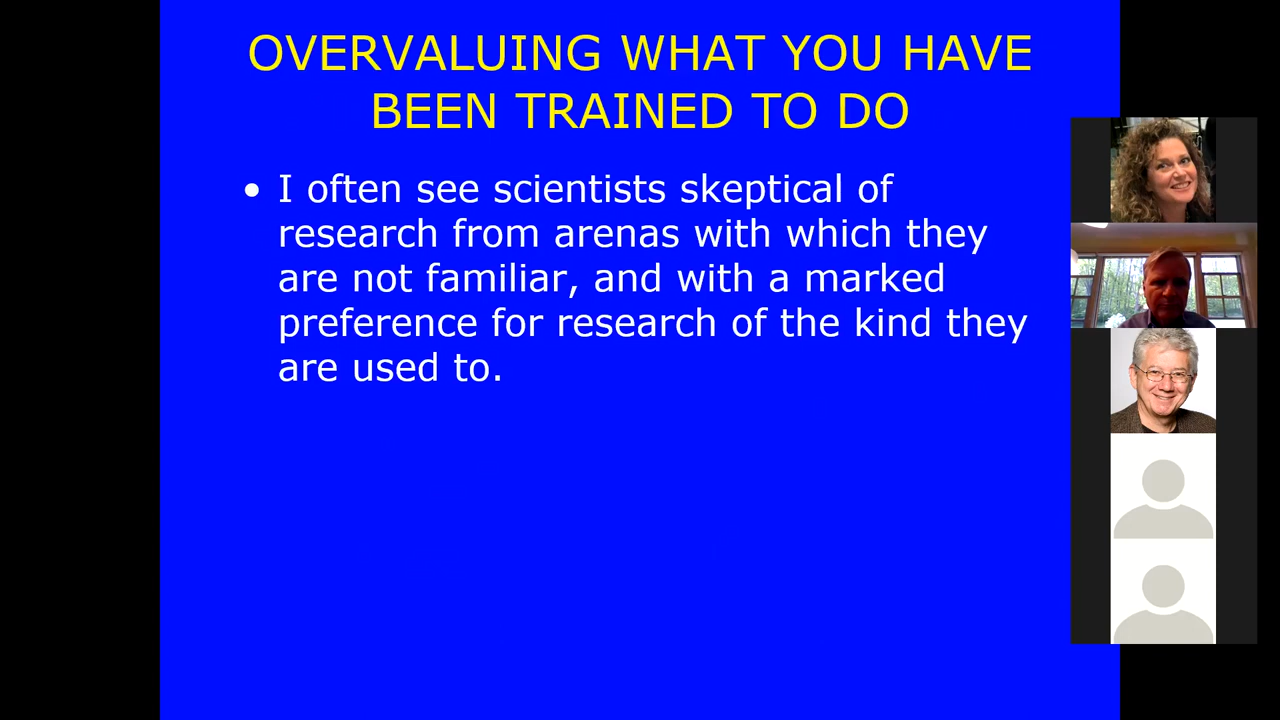 OVERVALUING WHAT YOU HAVE
BEEN TRAINED TO DO
• I often see scientists skeptical of
research from arenas with which they
are not familiar, and with a marked
preference for research of the kind they
are used to.